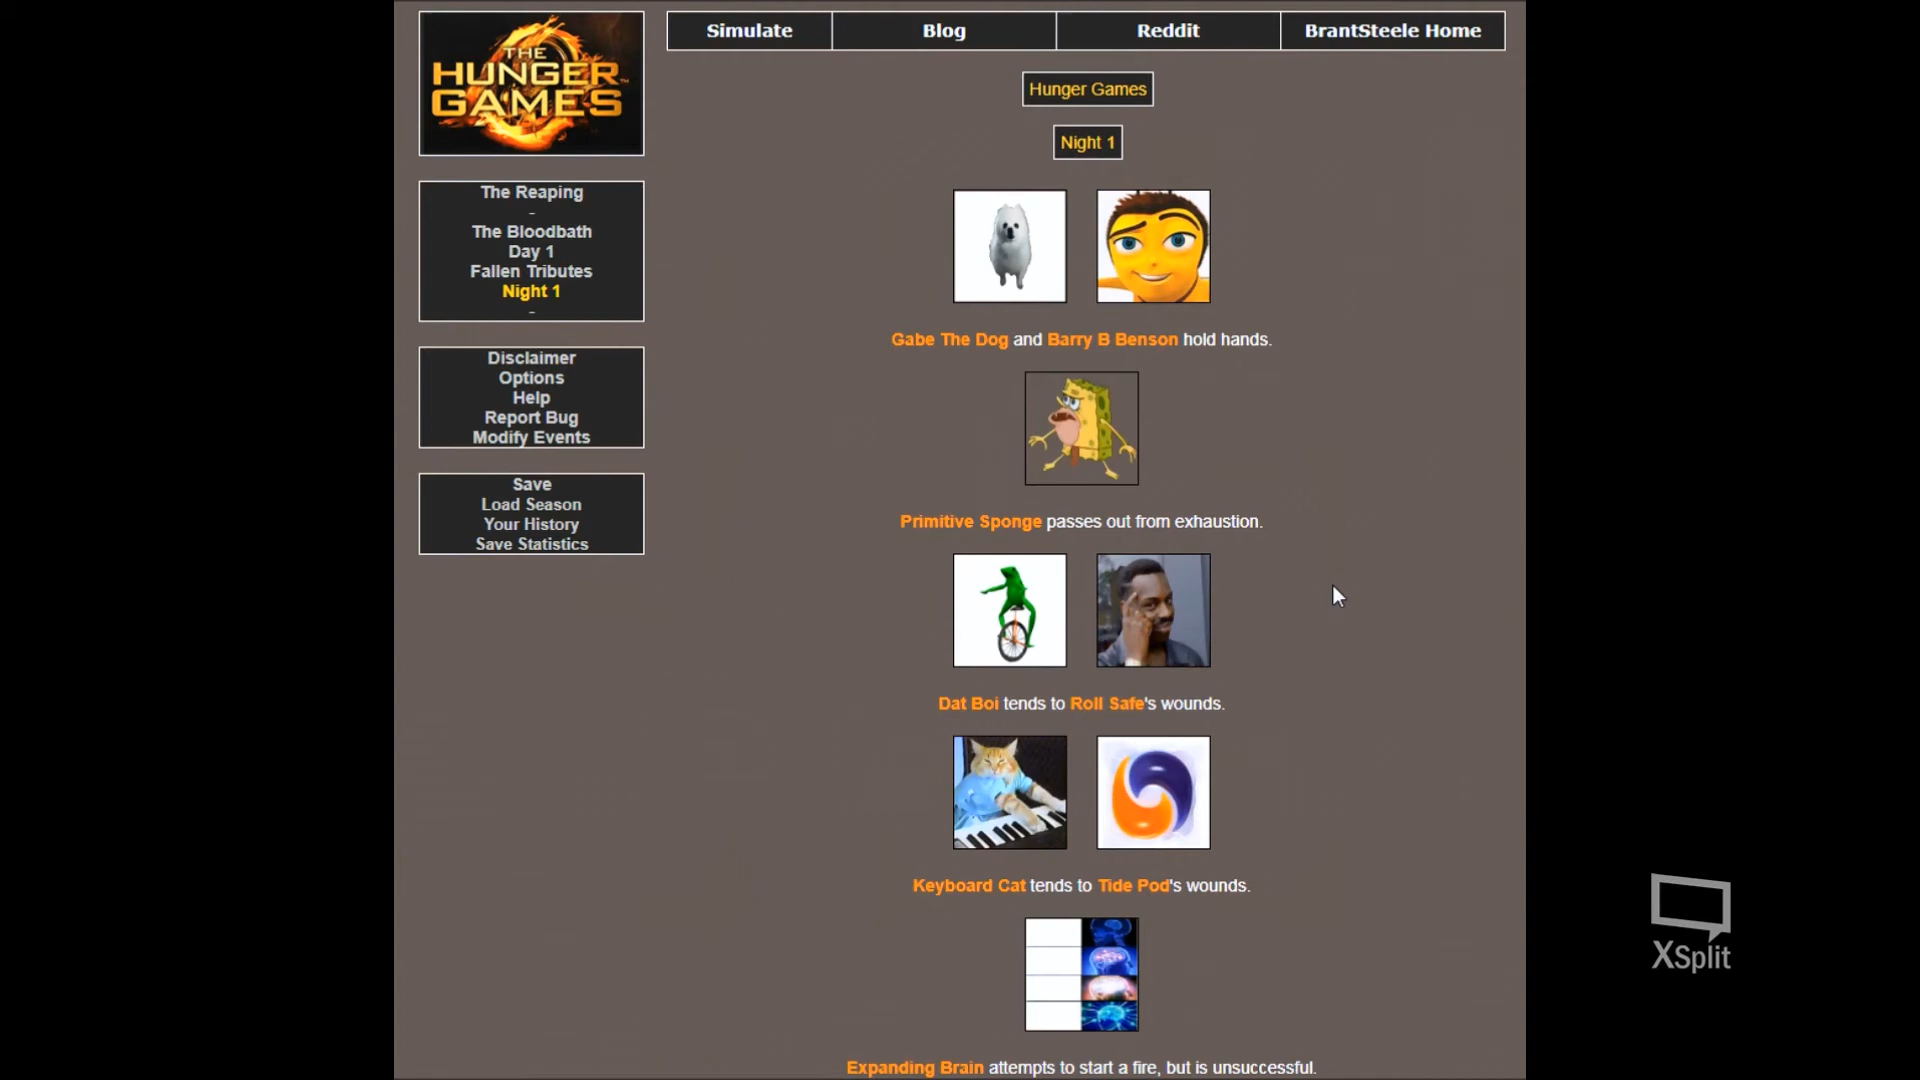 THE
HUNGER
GAMES
Simulate
Blog
Reddit
BrantSteele Home
The Reaping
-
The Bloodbath
Day 1
Fallen Tributes
Night 1
-
Disclaimer
Options
Help
Report Bug
Modify Events
Save
Load Season
Your History
Save Statistics
Hunger Games
Night 1
Gabe The Dog and Barry B Benson hold hands.
Primitive Sponge passes out from exhaustion.
Dat Boi tends to Roll Safe's wounds.
Keyboard Cat tends to Tide Pod's wounds.
Expanding Brain attempts to start a fire, but is unsuccessful.
XSplit